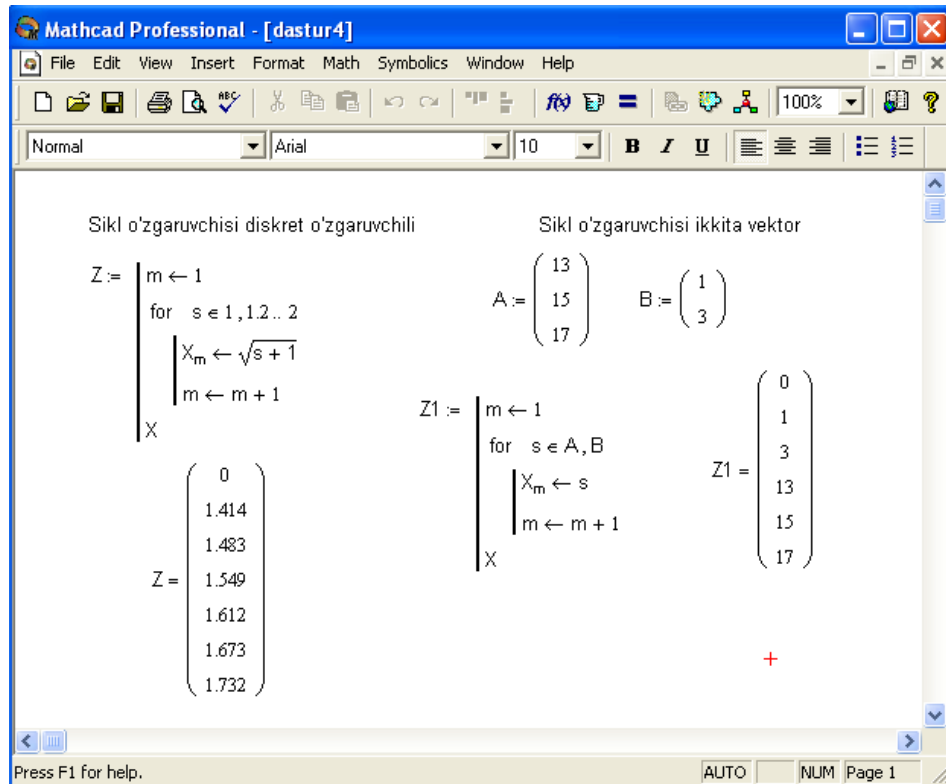 Mathcad Professional - [dastur4]
File Edit View Insert Format Math Symbolics Window Help
ABC f(x) = 100% ?
Normal Arial 10 B I U
Sikl o'zgaruvchisi diskret o'zgaruvchili
Z := m ← 1
for s ∈ 1 , 1.2 .. 2
Xm ← √s + 1
m ← m + 1
X
Z = 0
1.414
1.483
1.549
1.612
1.673
1.732
Sikl o'zgaruvchisi ikkita vektor
A := 13
15
17
B := 1
3
Z1 := m ← 1
for s ∈ A , B
Xm ← s
m ← m + 1
X
Z1 = 0
1
3
13
15
17
Press F1 for help. AUTO NUM Page 1